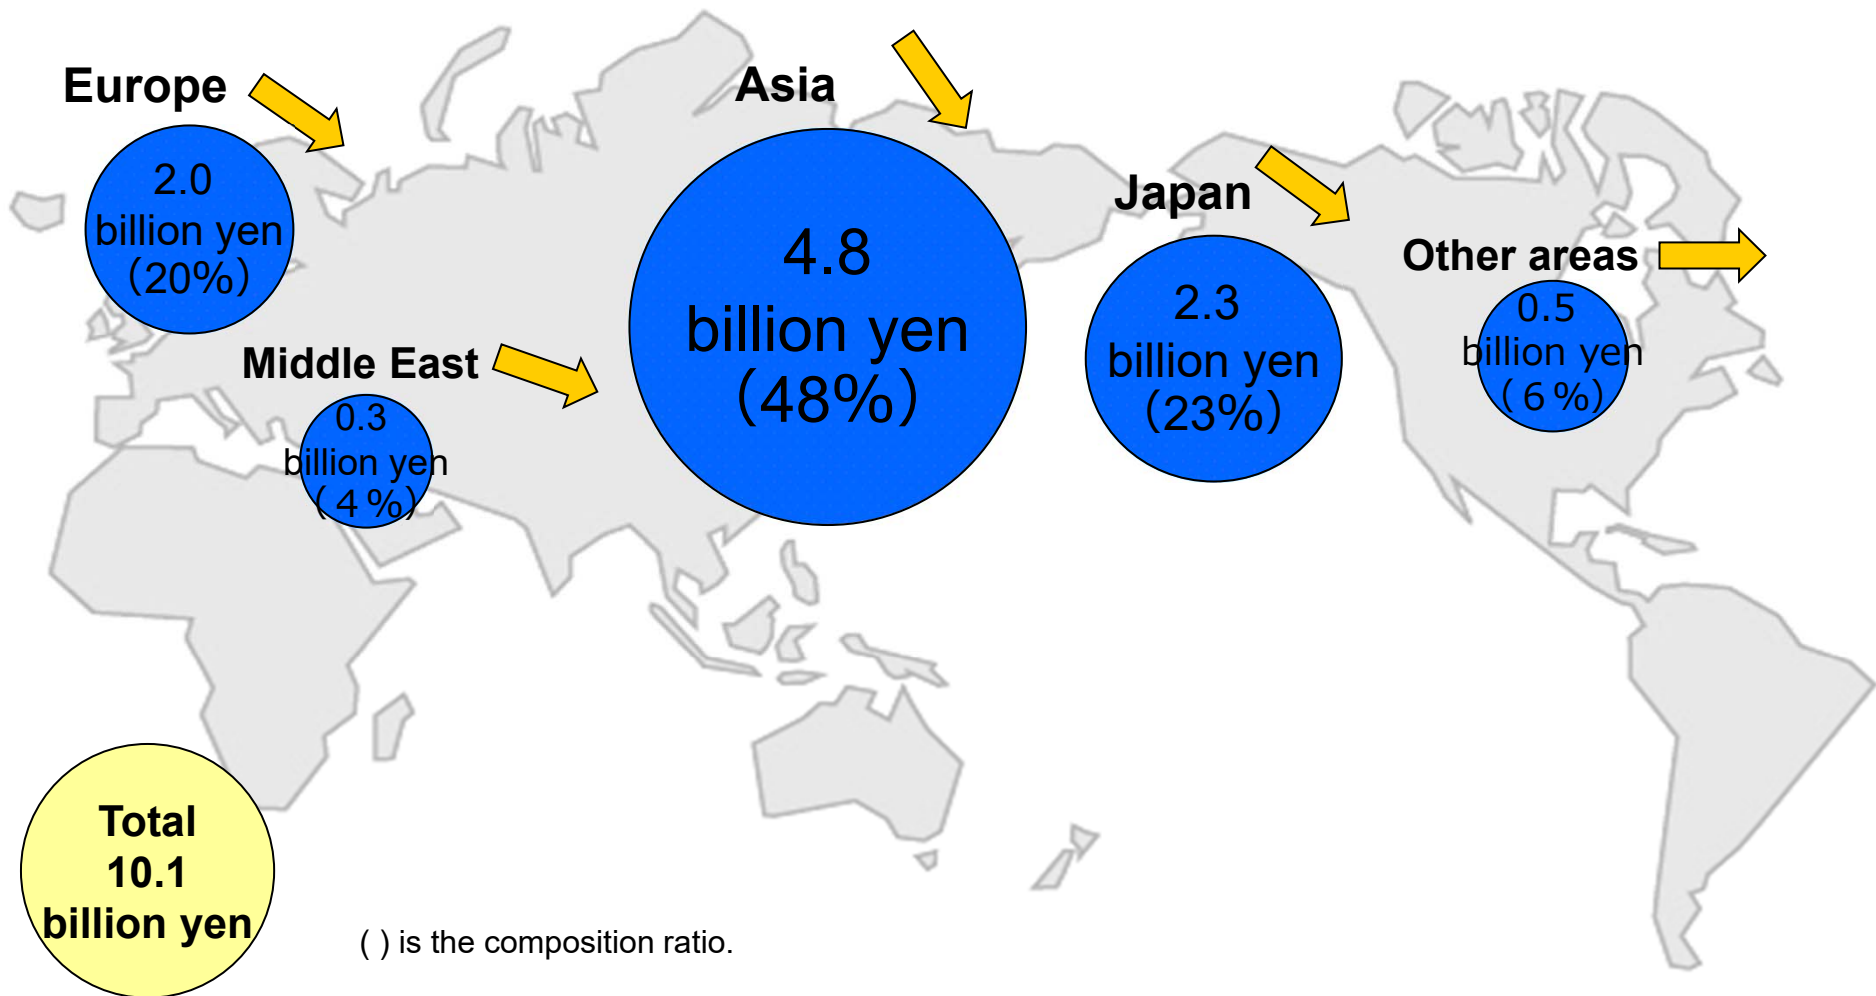 Europe
2.0
billion yen
(20%)
Asia
4.8
billion yen
(48%)
Japan
2.3
billion yen
(23%)
Other areas
0.5
billion yen
( 6 %)
Middle East
0.3
billion yen
( 4 %)
Total
10.1
billion yen
( ) is the composition ratio.